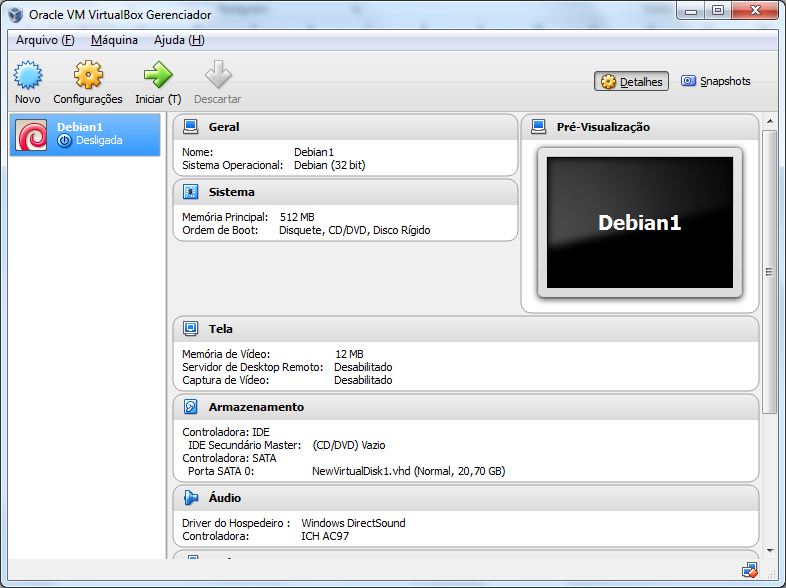 Oracle VM VirtualBox Gerenciador
Arquivo (F) Máquina Ajuda (H)
Novo Configurações Iniciar (T) Descartar
Detalhes Snapshots
Debian1
Desligada
Geral
Nome: Debian1
Sistema Operacional: Debian (32 bit)
Sistema
Memória Principal: 512 MB
Ordem de Boot: Disquete, CD/DVD, Disco Rígido
Pré-Visualização
Debian1
Tela
Memória de Vídeo: 12 MB
Servidor de Desktop Remoto: Desabilitado
Captura de Vídeo: Desabilitado
Armazenamento
Controladora: IDE
IDE Secundário Master: (CD/DVD) Vazio
Controladora: SATA
Porta SATA 0: NewVirtualDisk1.vhd (Normal, 20,70 GB)
Áudio
Driver do Hospedeiro : Windows DirectSound
Controladora: ICH AC97